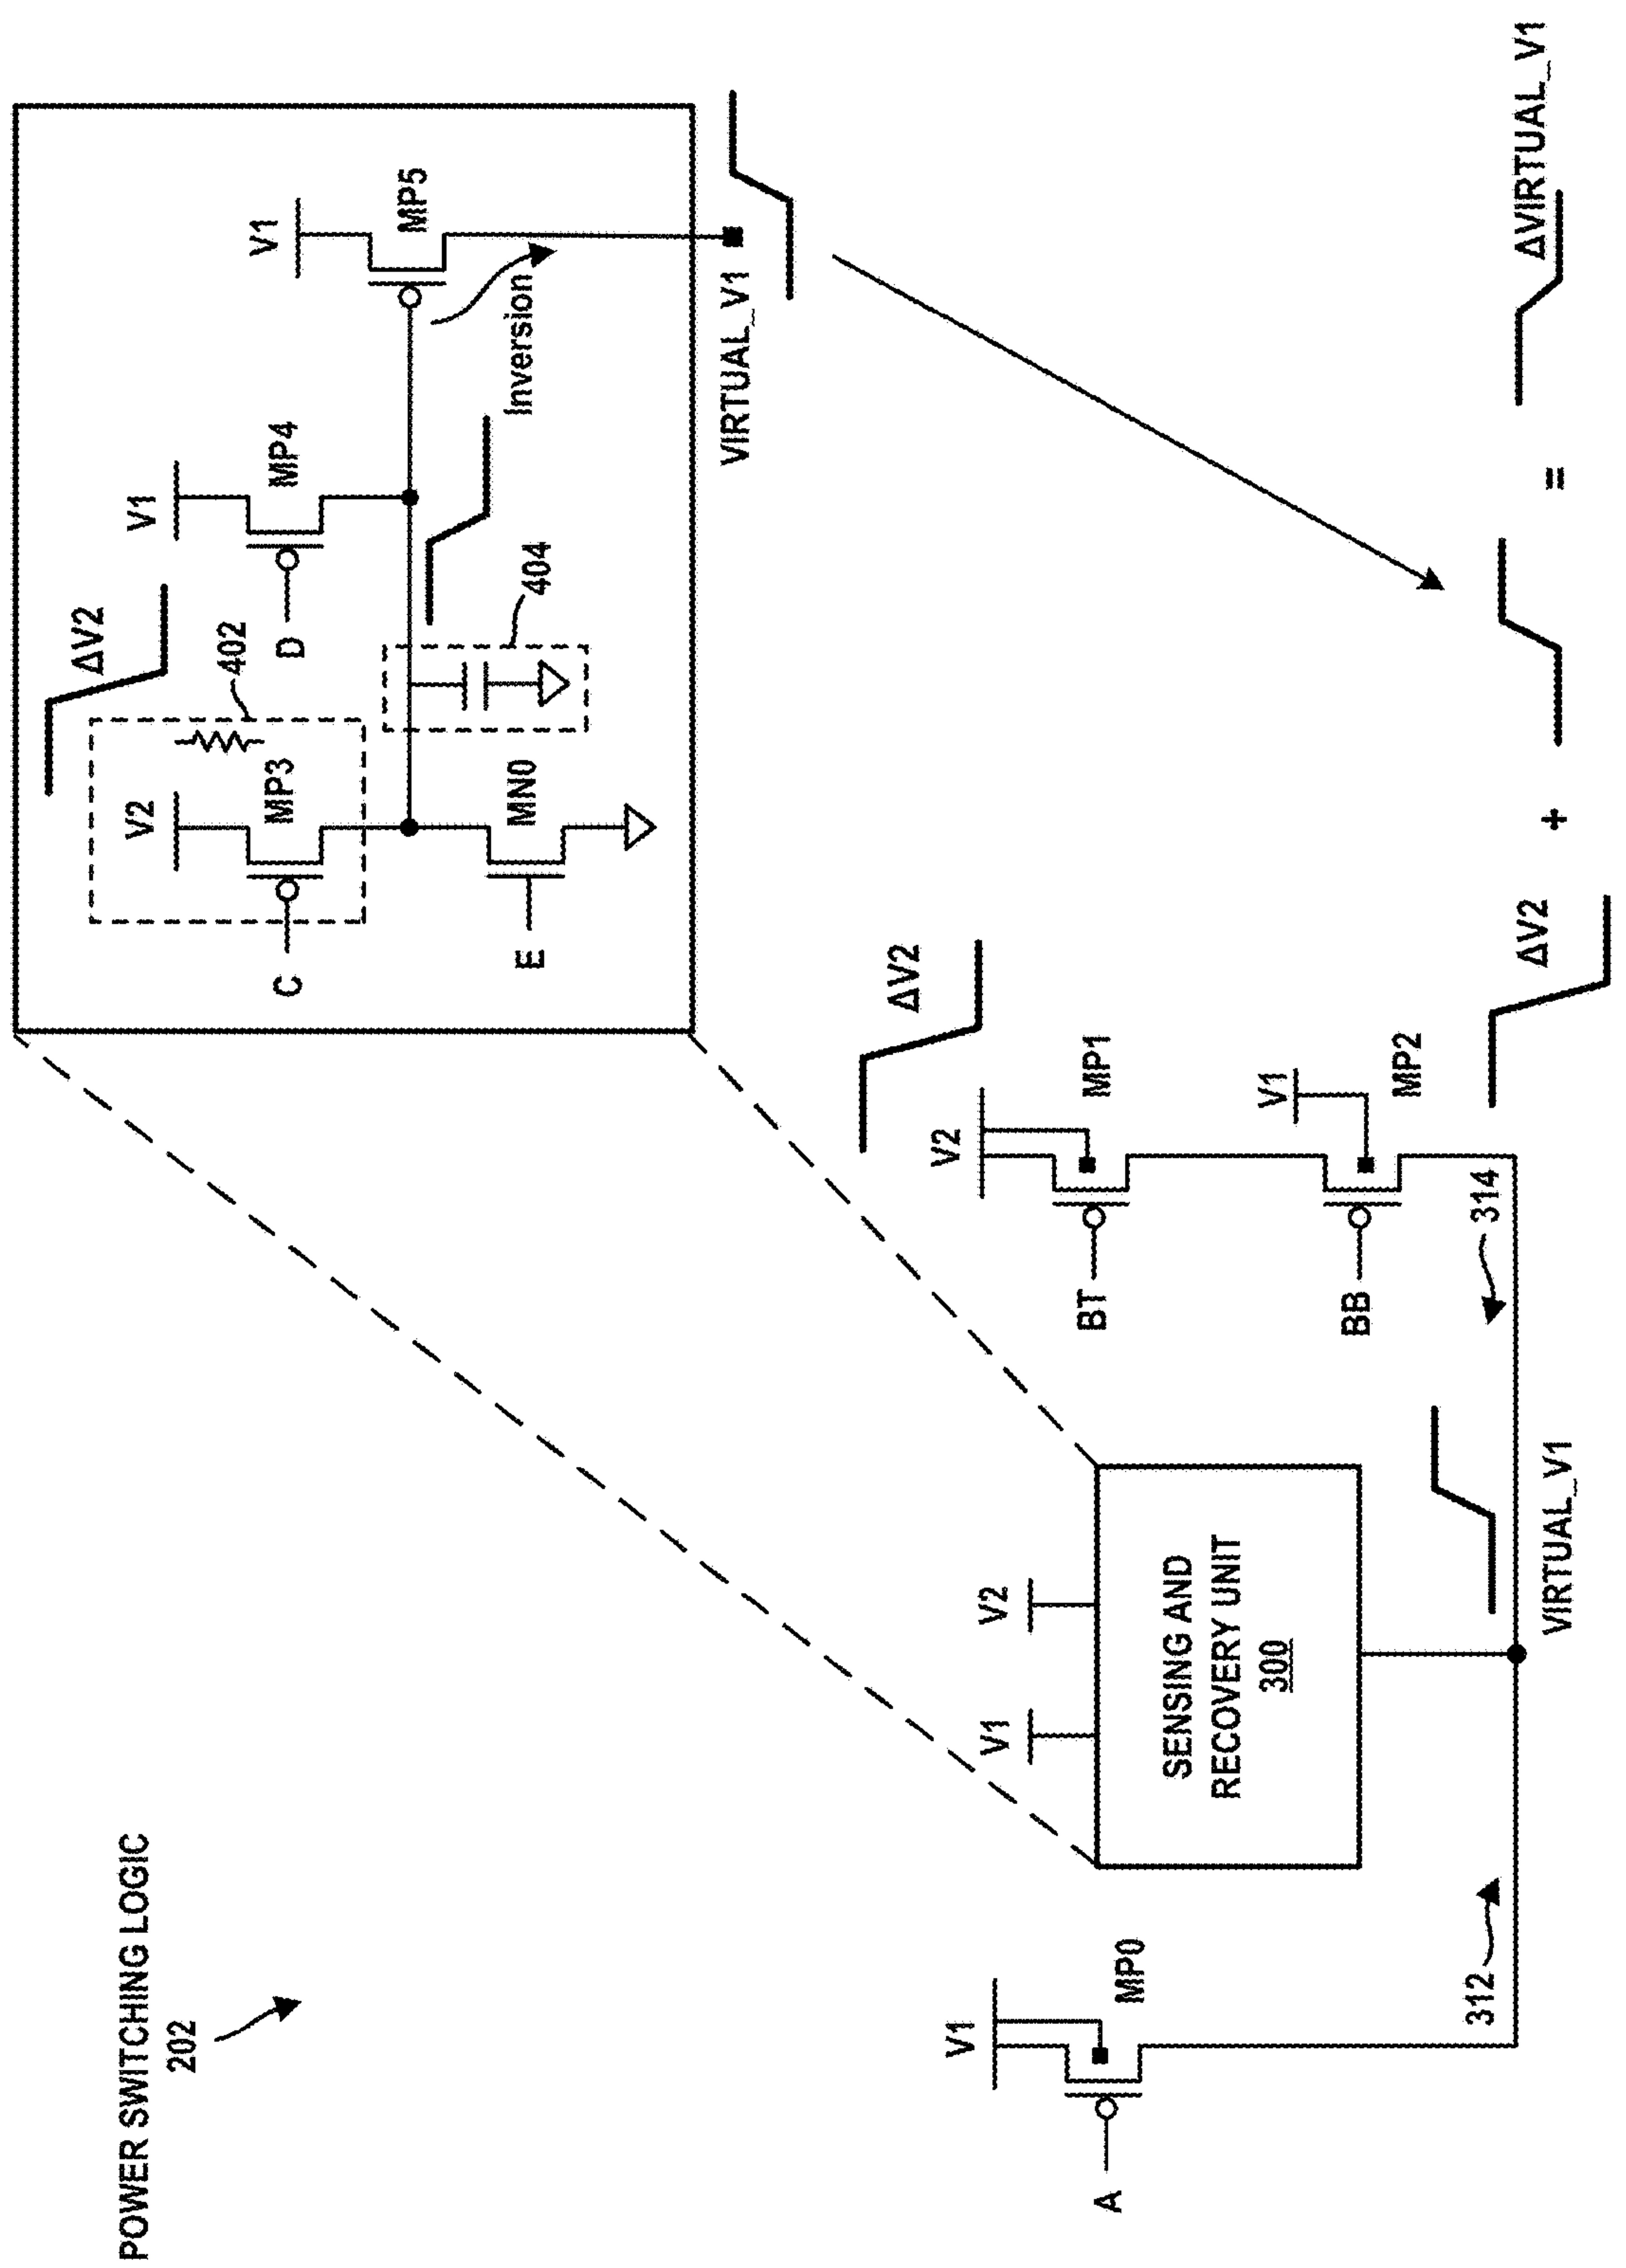 POWER SWITCHING LOGIC
202
ΔV2
V2
MP3
402
C
V1
MP4
D
V1
MP5
E
MN0
404
Inversion
VIRTUAL_V1
V1
MP0
A
312
V1
V2
SENSING AND
RECOVERY UNIT
300
VIRTUAL_V1
V2
MP1
ΔV2
BT
V1
MP2
BB
314
ΔV2
+
=
ΔVIRTUAL_V1